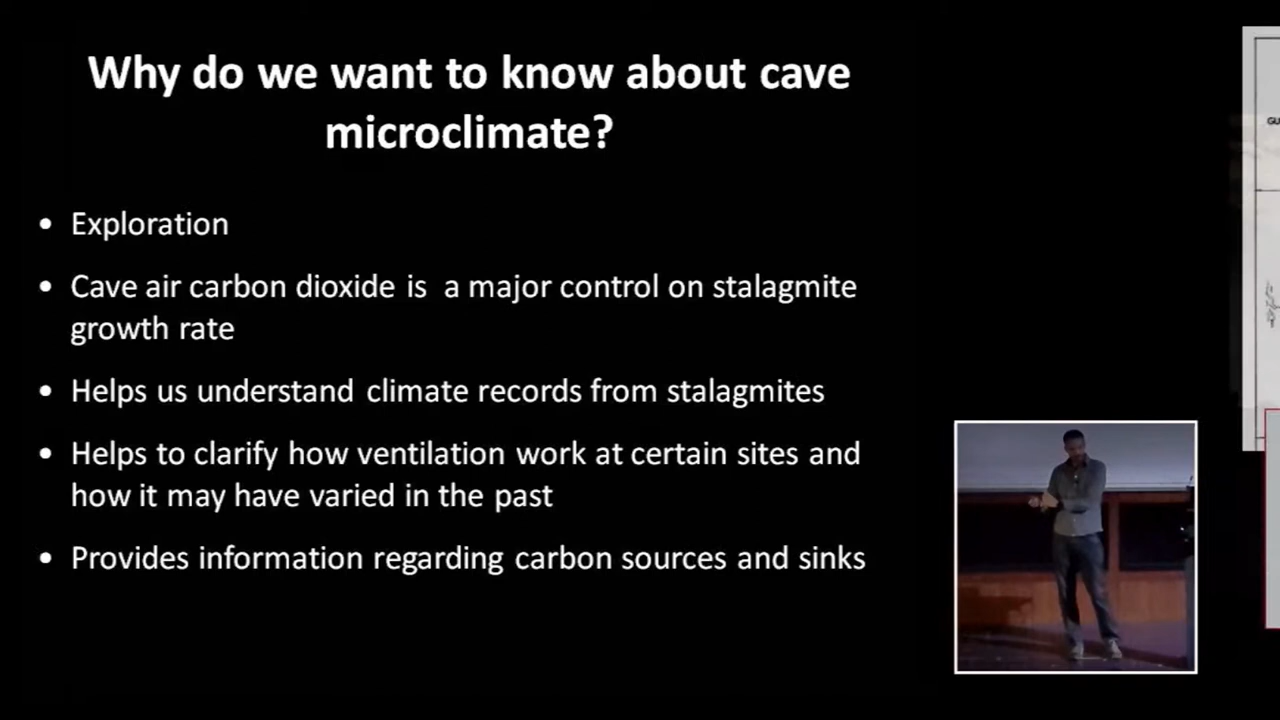 Why do we want to know about cave
microclimate?
• Exploration
• Cave air carbon dioxide is  a major control on stalagmite
growth rate
• Helps us understand climate records from stalagmites
• Helps to clarify how ventilation work at certain sites and
how it may have varied in the past
• Provides information regarding carbon sources and sinks